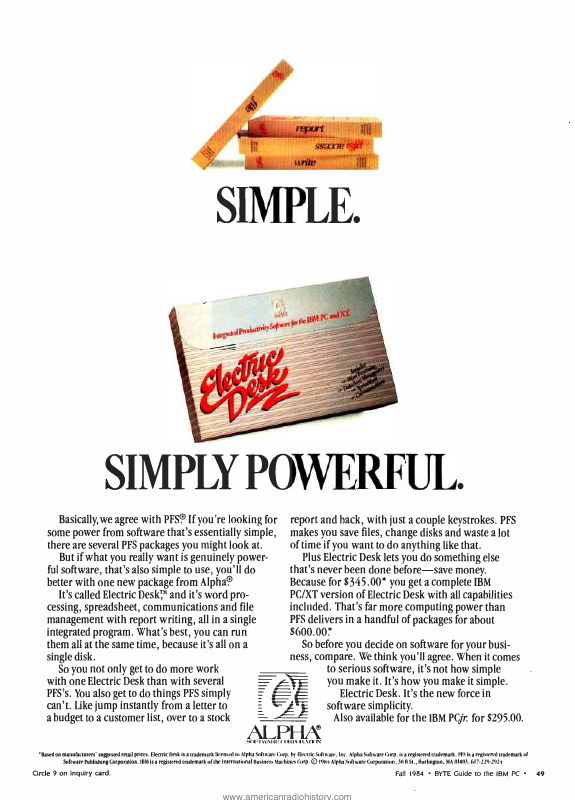 file
report
pfs: access
write
SIMPLE.
ALPHA
Integrated Productivity Software for the IBM PC and XT.
Electric
Desk
SIMPLY POWERFUL.
Basically, we agree with PFS® If you're looking for
some power from software that's essentially simple,
there are several PFS packages you might look at.
But if what you really want is genuinely power-
ful software, that's also simple to use, you'll do
better with one new package from Alpha®
It's called Electric Desk,™ and it's word pro-
cessing, spreadsheet, communications and file
management with report writing, all in a single
integrated program. What's best, you can run
them all at the same time, because it's all on a
single disk.
So you not only get to do more work
with one Electric Desk than with several
PFS's. You also get to do things PFS simply
can't. Like jump instantly from a letter to
a budget to a customer list, over to a stock
report and hack, with just a couple keystrokes. PFS
makes you save files, change disks and waste a lot
of time if you want to do anything like that.
Plus Electric Desk lets you do something else
that's never been done before—save money.
Because for $345.00* you get a complete IBM
PC/XT version of Electric Desk with all capabilities
included. That's far more computing power than
PFS delivers in a handful of packages for about
$600.00.*
So before you decide on software for your busi-
ness, compare. We think you'll agree. When it comes
to serious software, it's not how simple
you make it. It's how you make it simple.
Electric Desk. It's the new force in
software simplicity.
Also available for the IBM PCjr. for $295.00.
ALPHA®
SOFTWARE CORPORATION
*Based on manufacturers' suggested retail prices. Electric Desk is a trademark licensed to Alpha Software Corp. by Electric Software, Inc. Alpha Software Corp. is a registered trademark. PFS is a registered trademark of
Software Publishing Corporation. IBM is a registered trademark of the International Business Machines Corp. © 1984 Alpha Software Corporation, 30 B St., Burlington, MA 01803, 617-229-2924
Circle 9 on inquiry card.
Fall 1984 • BYTE Guide to the IBM PC • 49
www.americanradiohistory.com